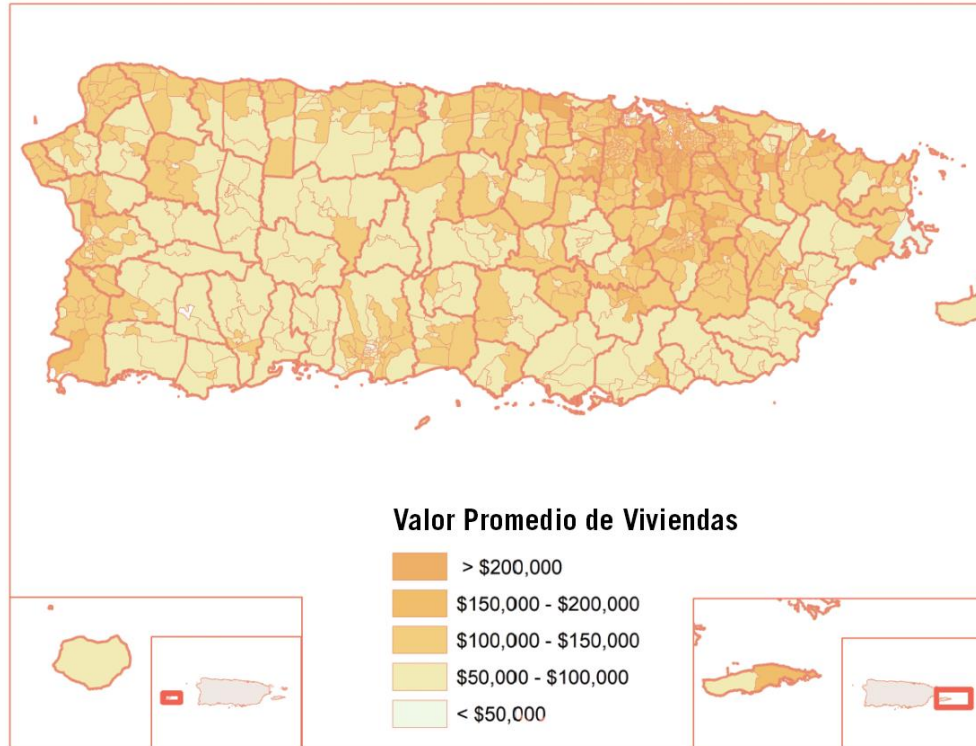 Valor Promedio de Viviendas
> $200,000
$150,000 - $200,000
$100,000 - $150,000
$50,000 - $100,000
< $50,000